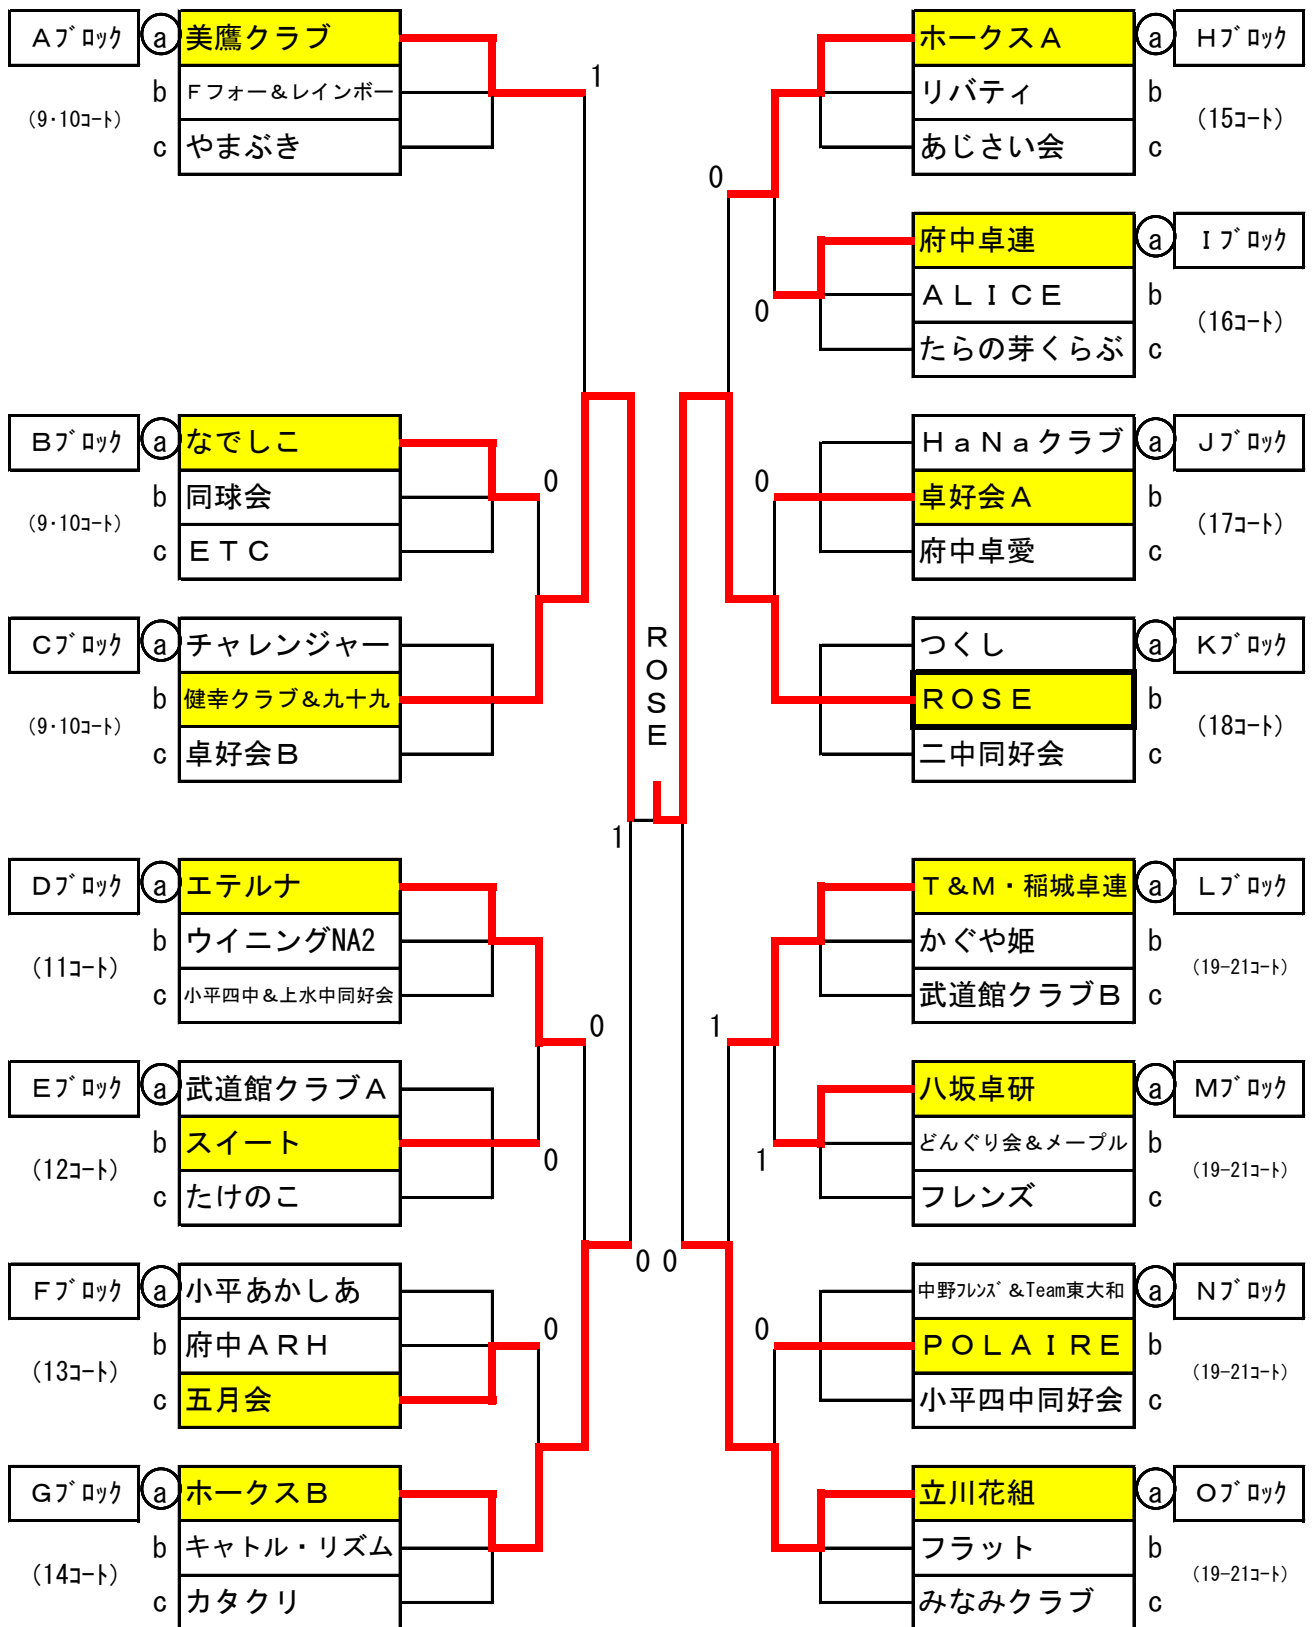 Aブロック a 美鷹クラブ
b Fフォー&レインボー
(9・10コート)
c やまぶき
1
Bブロック a なでしこ
b 同球会
(9・10コート)
c ETC
0
Cブロック a チャレンジャー
b 健幸クラブ&九十九
(9・10コート)
c 卓好会B
Dブロック a エテルナ
b ウイニングNA2
(11コート)
c 小平四中&上水中同好会
0
Eブロック a 武道館クラブA
b スイート
(12コート)
c たけのこ
0
Fブロック a 小平あかしあ
b 府中ARH
(13コート)
c 五月会
0
Gブロック a ホークスB
b キャトル・リズム
(14コート)
c カタクリ
1
0 0
ROSE
ホークスA a Hブロック
リバティ b
(15コート)
あじさい会 c
0
府中卓連 a Iブロック
ALICE b
(16コート)
たらの芽くらぶ c
0
HaNaクラブ a Jブロック
卓好会A b
(17コート)
府中卓愛 c
0
つくし a Kブロック
ROSE b
(18コート)
二中同好会 c
T&M・稲城卓連 a Lブロック
かぐや姫 b
(19-21コート)
武道館クラブB c
1
八坂卓研 a Mブロック
どんぐり会&メープル b
(19-21コート)
フレンズ c
1
中野フレンズ&Team東大和 a Nブロック
POLAIRE b
(19-21コート)
小平四中同好会 c
0
立川花組 a Oブロック
フラット b
(19-21コート)
みなみクラブ c